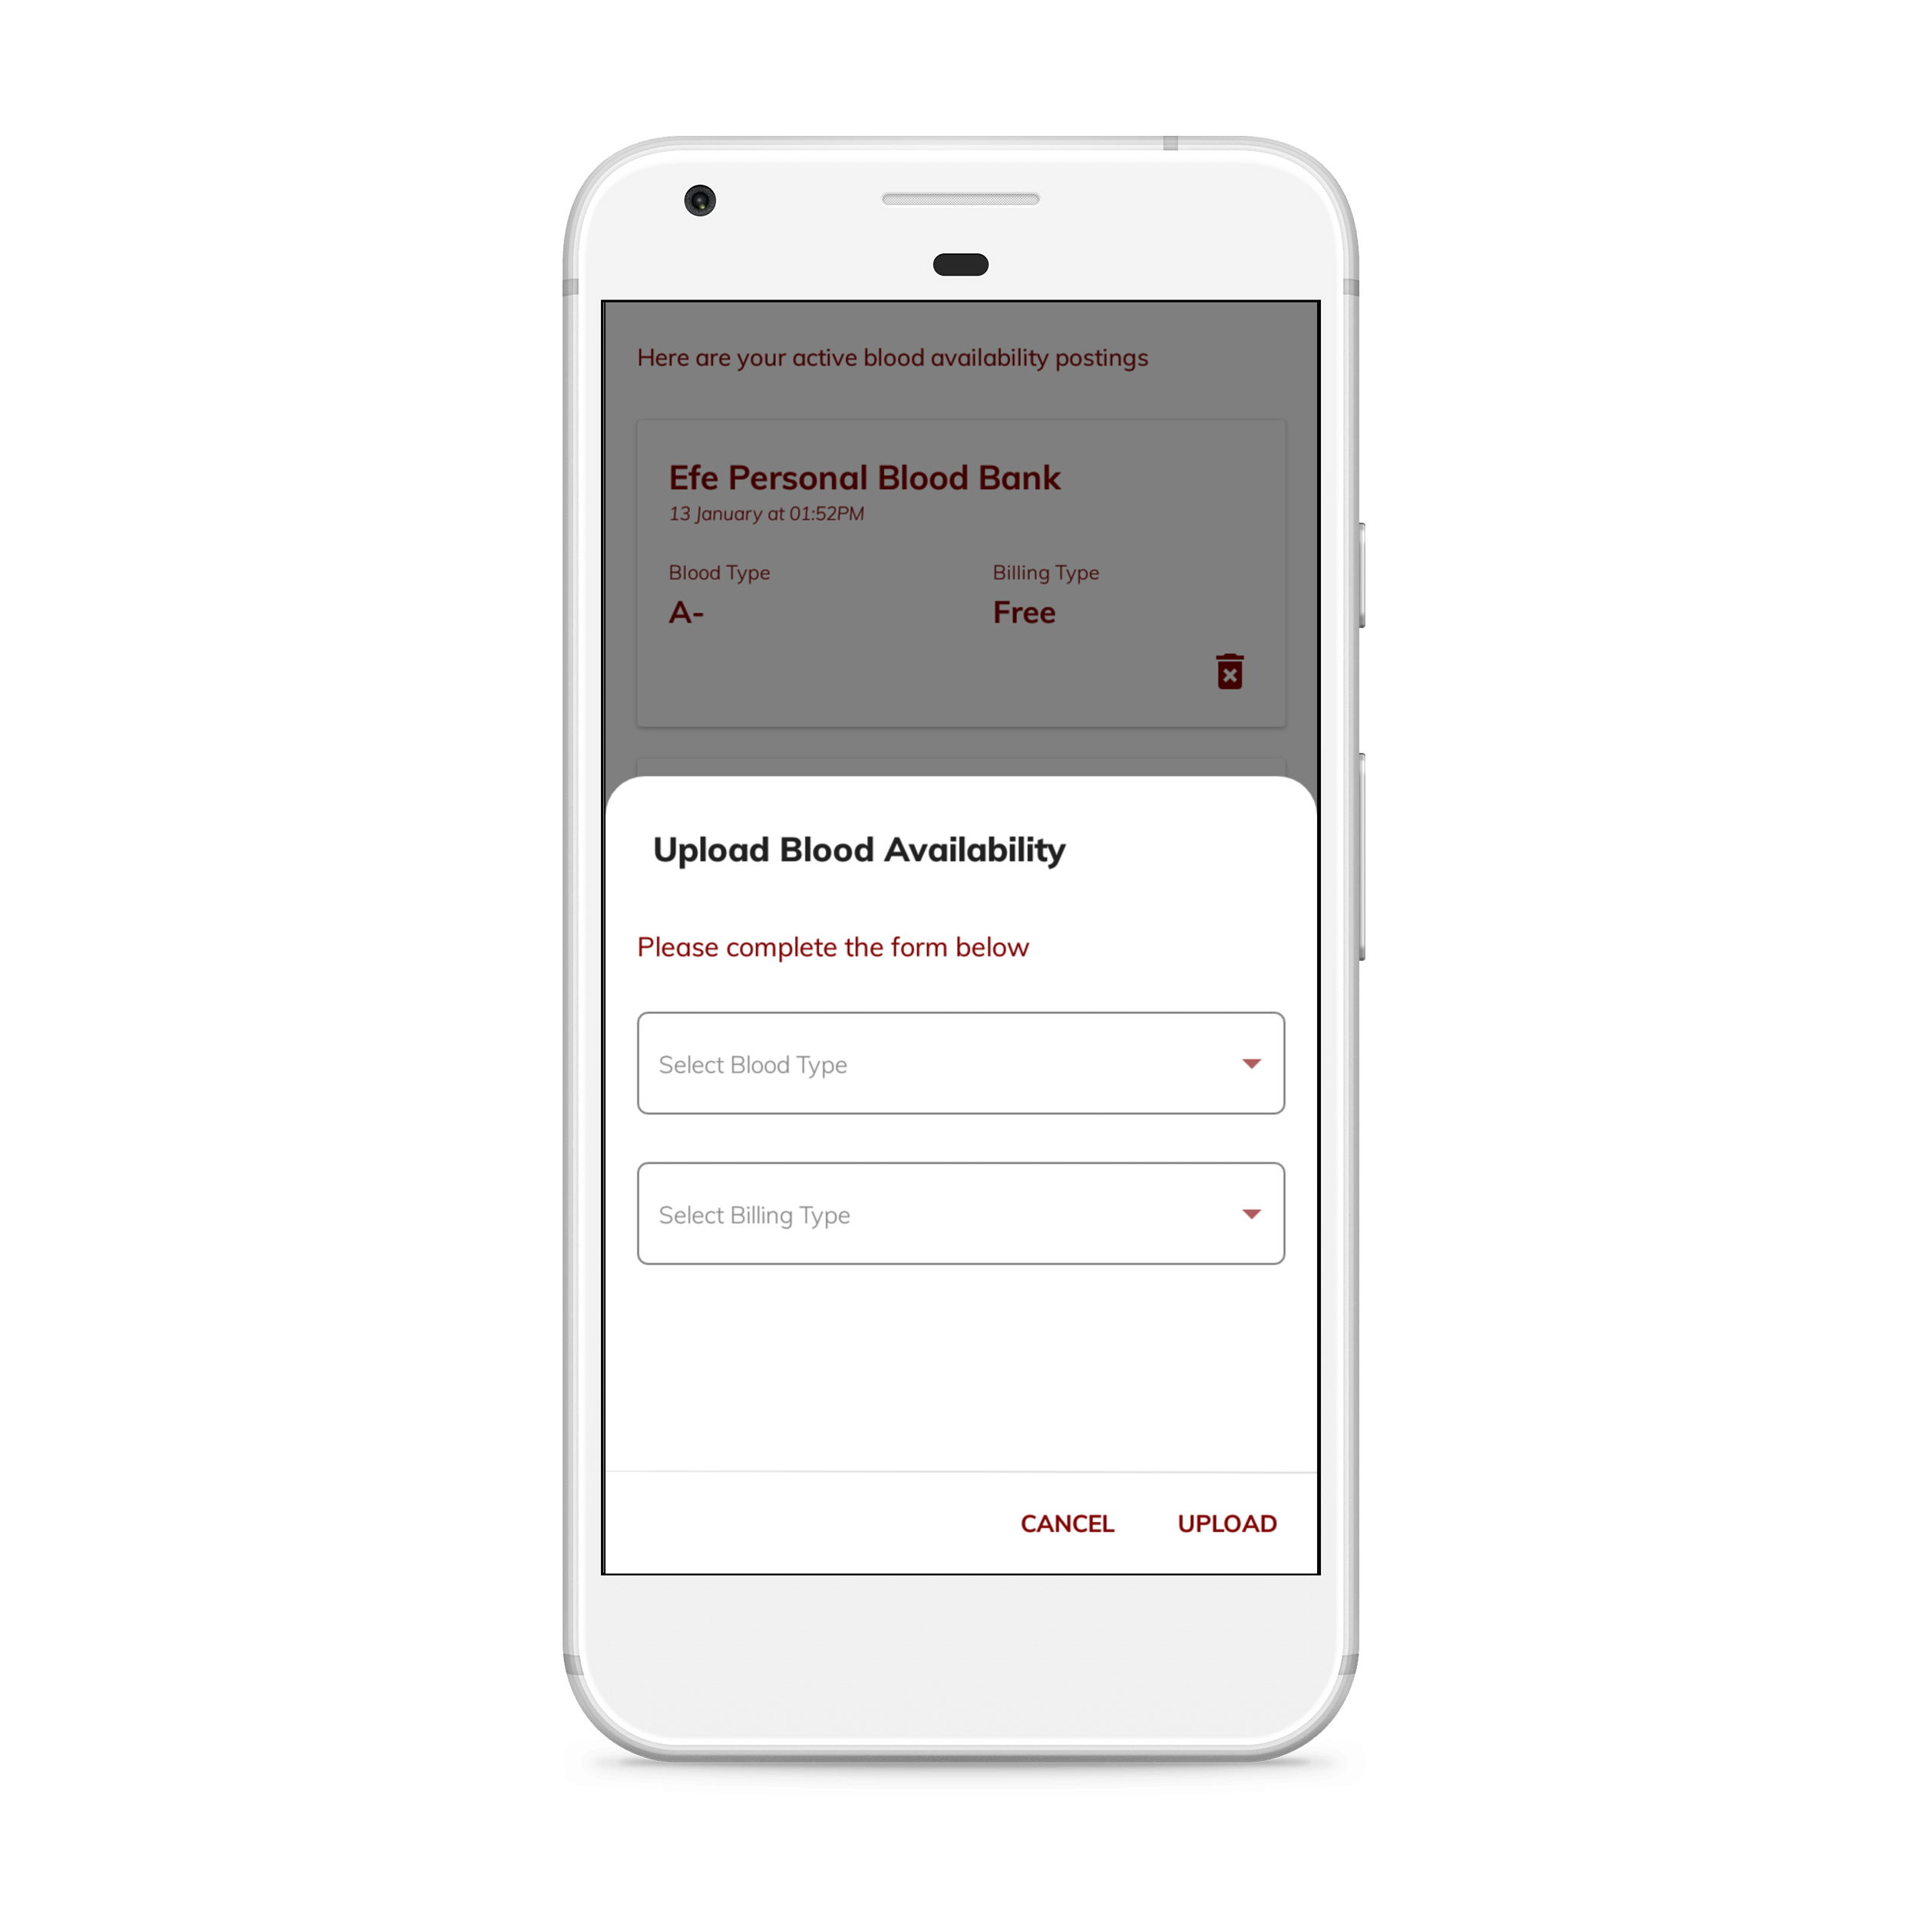 Here are your active blood availability postings
Efe Personal Blood Bank
13 January at 01:52PM
Blood Type
Billing Type
A-
Free
Upload Blood Availability
Please complete the form below
Select Blood Type
Select Billing Type
CANCEL
UPLOAD